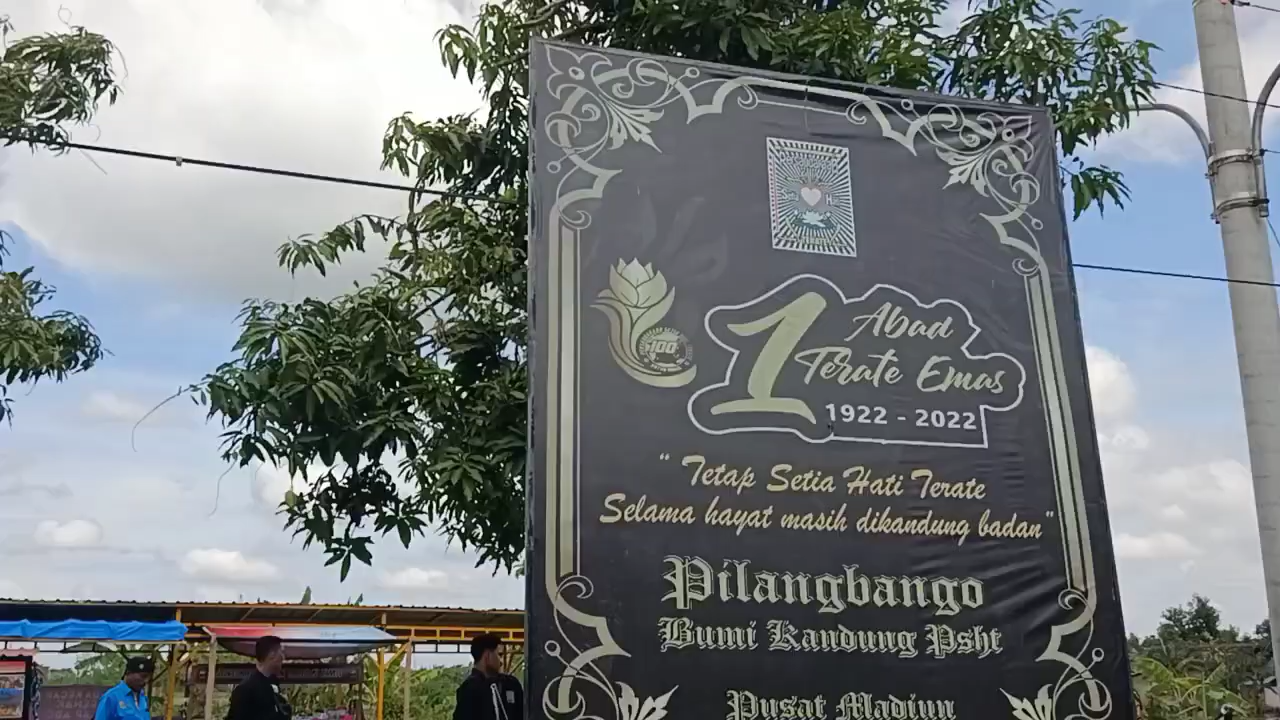 100
1 Abad
Terate Emas
1922 - 2022
" Tetap Setia Hati Terate
Selama hayat masih dikandung badan"
Pilangbango
Bumi Kandung Psht
Pusat Madiun